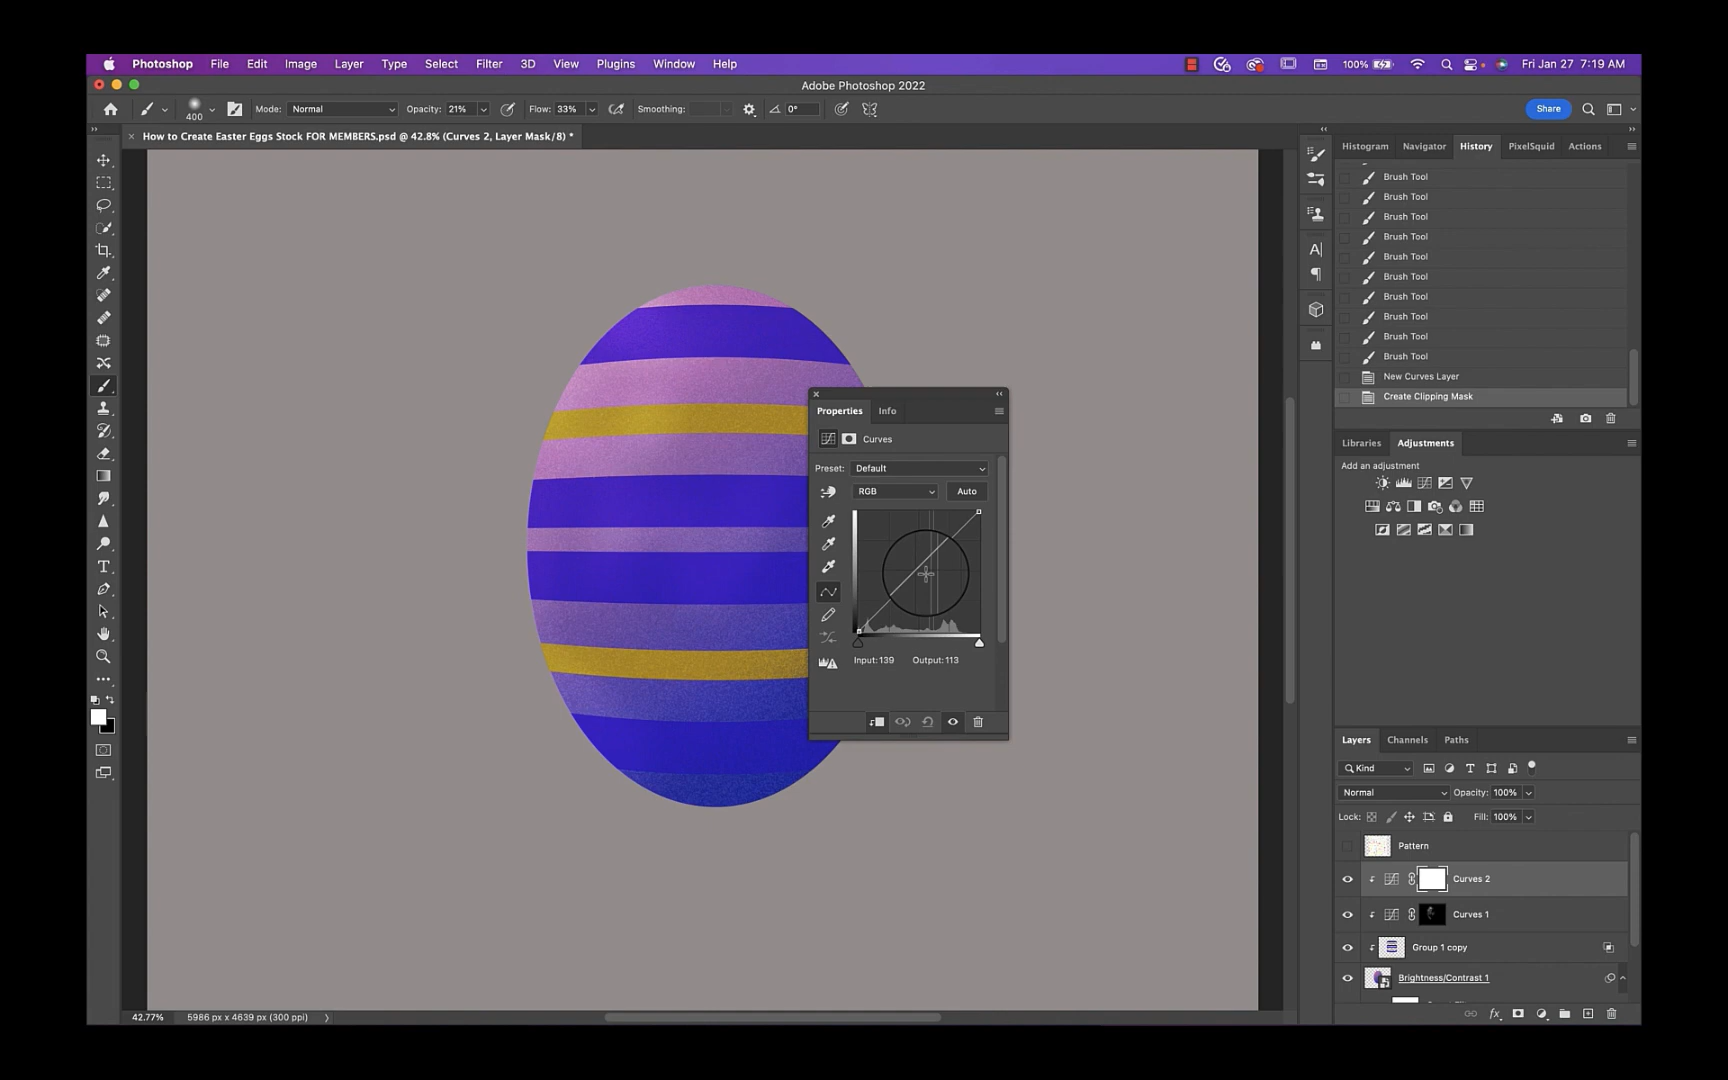 Photoshop File Edit Image Layer Type Select Filter 3D View Plugins Window Help 100% Fri Jan 27 7:19 AM
Adobe Photoshop 2022
400 Mode: Normal Opacity: 21% Flow: 33% Smoothing: 0° Share
How to Create Easter Eggs Stock FOR MEMBERS.psd @ 42.8% (Curves 2, Layer Mask/8) *
Histogram Navigator History PixelSquid Actions
Brush Tool
Brush Tool
Brush Tool
Brush Tool
Brush Tool
Brush Tool
Brush Tool
Brush Tool
Brush Tool
Brush Tool
New Curves Layer
Create Clipping Mask
Properties Info
Curves
Preset: Default
RGB Auto
Input: 139 Output: 113
Libraries Adjustments
Add an adjustment
Layers Channels Paths
Kind
Normal Opacity: 100%
Lock: Fill: 100%
Pattern
Curves 2
Curves 1
Group 1 copy
Brightness/Contrast 1
42.77% 5986 px x 4639 px (300 ppi)